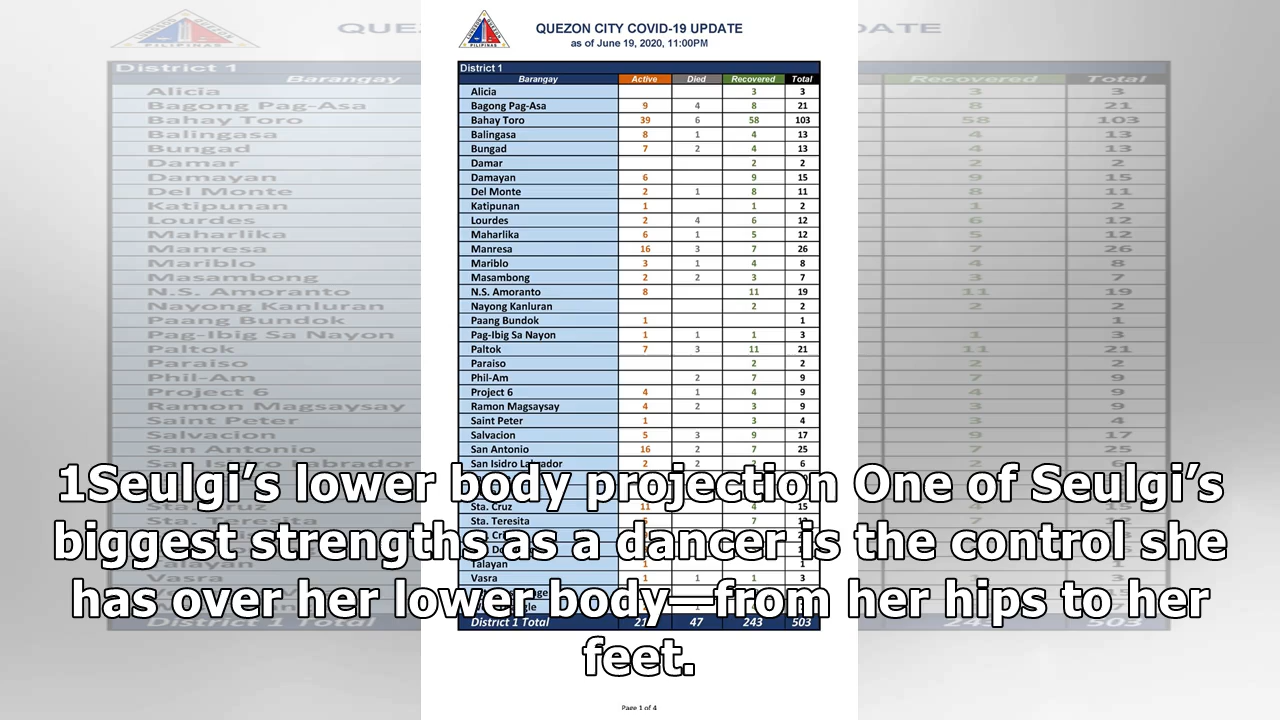 QUEZON CITY COVID-19 UPDATE
as of June 19, 2020, 11:00PM
District 1
Barangay Active Died Recovered Total
Alicia 3 3
Bagong Pag-Asa 9 4 8 21
Bahay Toro 39 6 58 103
Balingasa 8 1 4 13
Bungad 7 2 4 13
Damar 2 2
Damayan 6 9 15
Del Monte 2 1 8 11
Katipunan 1 1 2
Lourdes 2 4 6 12
Maharlika 6 1 5 12
Manresa 16 3 7 26
Mariblo 3 1 4 8
Masambong 2 2 3 7
N.S. Amoranto 8 11 19
Nayong Kanluran 2 2
Paang Bundok 1 1
Pag-Ibig Sa Nayon 1 1 1 3
Paltok 7 3 11 21
Paraiso 2 2
Phil-Am 2 7 9
Project 6 4 1 4 9
Ramon Magsaysay 4 2 3 9
Saint Peter 1 3 4
Salvacion 5 3 9 17
San Antonio 16 2 7 25
San Isidro Labrador 2 2 6
Sta. Cruz 11 4 15
Sta. Teresita 7
Talayan 1
Vasra 1 1 1 3
District 1 Total 47 243 503
1Seulgi’s lower body projection One of Seulgi’s
biggest strengths as a dancer is the control she
has over her lower body—from her hips to her
feet.
Page 1 of 4